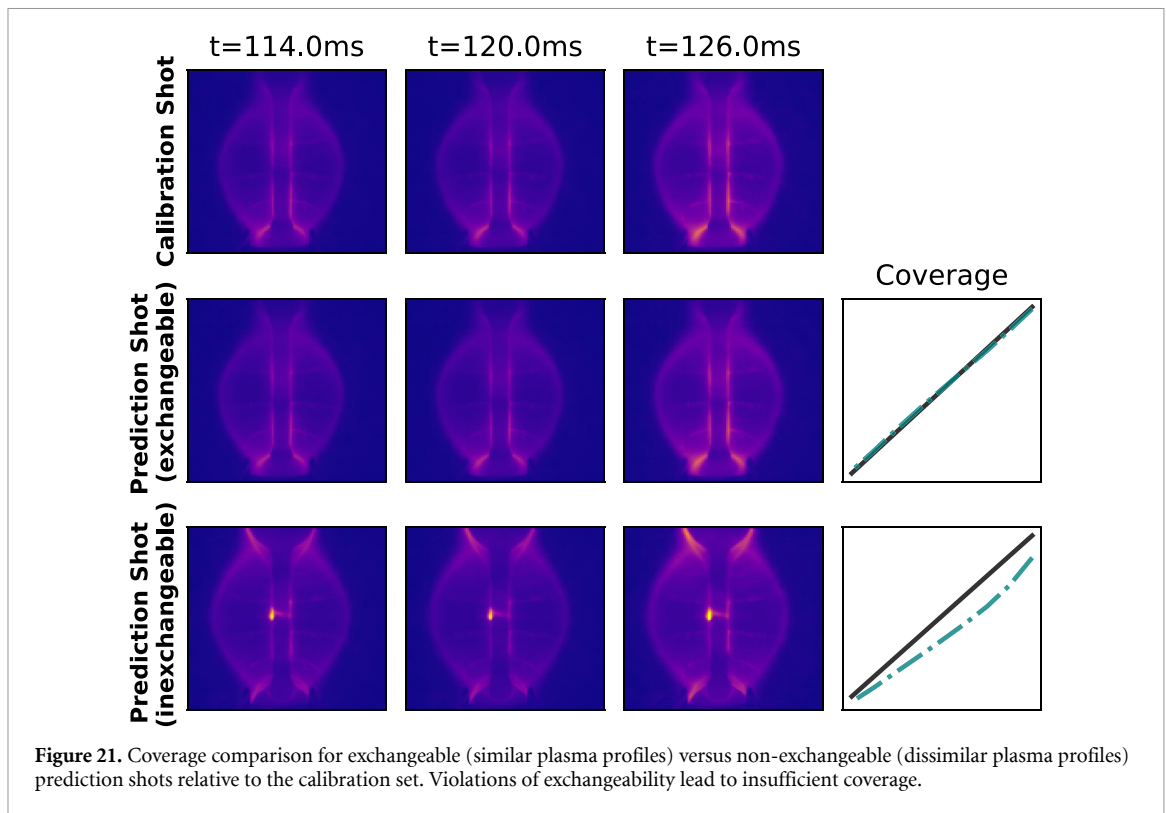 t=114.0ms t=120.0ms t=126.0ms
Calibration Shot
Coverage
Prediction Shot
(exchangeable)
Prediction Shot
(inexchangeable)
Figure 21. Coverage comparison for exchangeable (similar plasma profiles) versus non-exchangeable (dissimilar plasma profiles)
prediction shots relative to the calibration set. Violations of exchangeability lead to insufficient coverage.